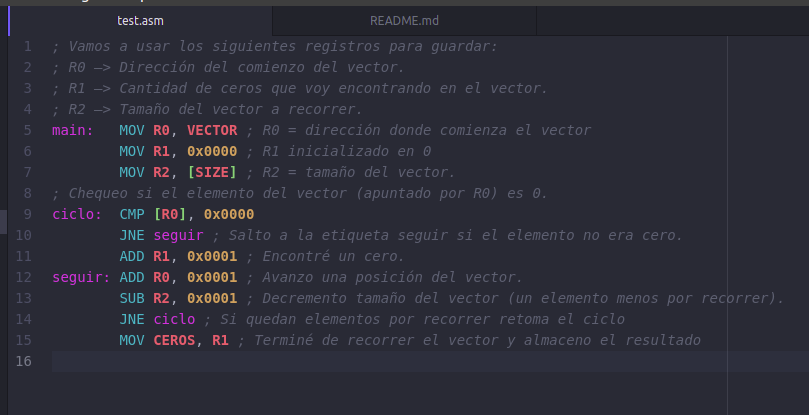 test.asm README.md
1 ; Vamos a usar los siguientes registros para guardar:
2 ; R0 —> Dirección del comienzo del vector.
3 ; R1 —> Cantidad de ceros que voy encontrando en el vector.
4 ; R2 —> Tamaño del vector a recorrer.
5 main: MOV R0, VECTOR ; R0 = dirección donde comienza el vector
6 MOV R1, 0x0000 ; R1 inicializado en 0
7 MOV R2, [SIZE] ; R2 = tamaño del vector.
8 ; Chequeo si el elemento del vector (apuntado por R0) es 0.
9 ciclo: CMP [R0], 0x0000
10 JNE seguir ; Salto a la etiqueta seguir si el elemento no era cero.
11 ADD R1, 0x0001 ; Encontré un cero.
12 seguir: ADD R0, 0x0001 ; Avanzo una posición del vector.
13 SUB R2, 0x0001 ; Decremento tamaño del vector (un elemento menos por recorrer).
14 JNE ciclo ; Si quedan elementos por recorrer retoma el ciclo
15 MOV CEROS, R1 ; Terminé de recorrer el vector y almaceno el resultado
16